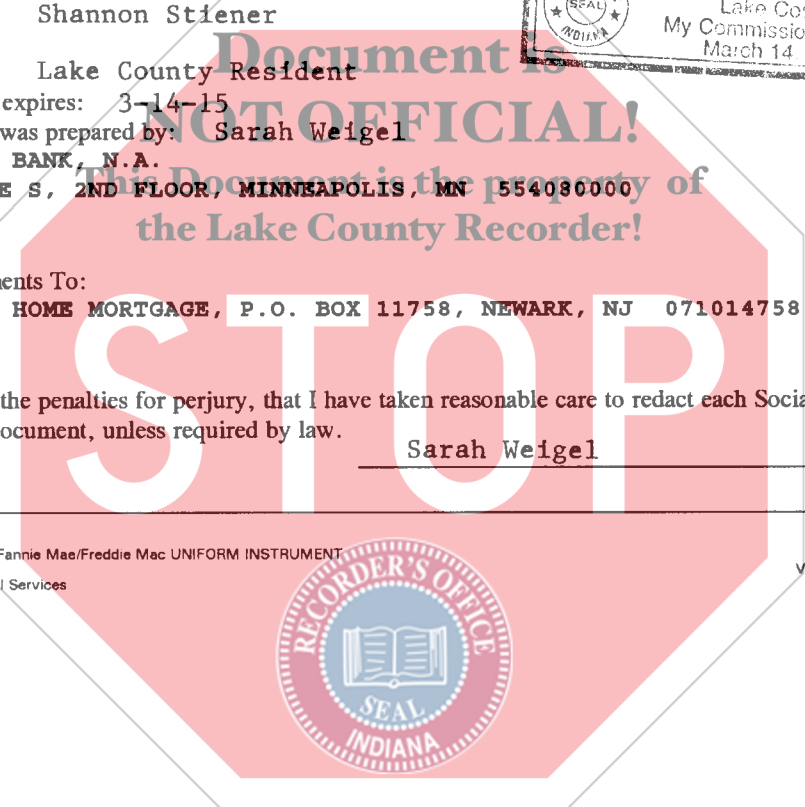 Shannon Stiener
SEAL
INDIANA
Lake Co
My Commissio
March 14
Document is
Lake County Resident
expires: 3-14-15
NOT OFFICIAL!
was prepared by: Sarah Weigel
BANK, N.A.
This Document is the property of
E S, 2ND FLOOR, MINNEAPOLIS, MN 554080000
the Lake County Recorder!
ents To:
HOME MORTGAGE, P.O. BOX 11758, NEWARK, NJ 071014758
STOP
the penalties for perjury, that I have taken reasonable care to redact each Socia
ocument, unless required by law.
Sarah Weigel
Fannie Mae/Freddie Mac UNIFORM INSTRUMENT
l Services
RECORDER'S OFFICE
SEAL
INDIANA